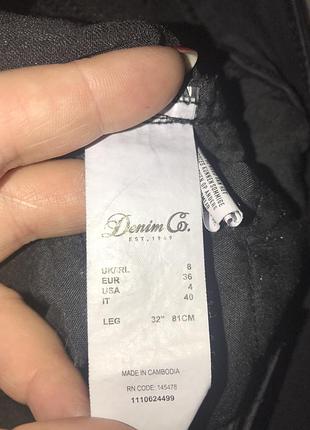 Denim Co.
EST. 1969
UK/IRL 8
EUR 36
USA 4
IT 40
LEG 32" 81CM
MADE IN CAMBODIA
RN CODE: 145478
1110624499